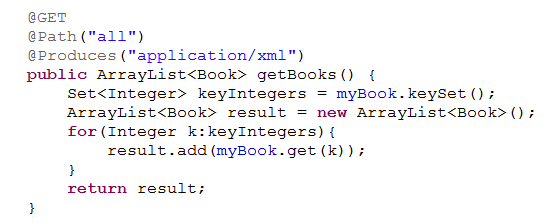 @GET
@Path("all")
@Produces("application/xml")
public ArrayList<Book> getBooks() {
    Set<Integer> keyIntegers = myBook.keySet();
    ArrayList<Book> result = new ArrayList<Book>();
    for(Integer k:keyIntegers){
        result.add(myBook.get(k));
    }
    return result;
}